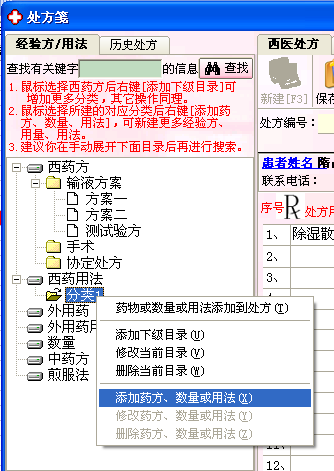 处方笺
经验方/用法 历史处方
查找有关键字 的信息 查找
1.鼠标选择西药方后右键[添加下级目录]可
增加更多分类,其它操作同理。
2.鼠标选择所建的对应分类后右键[添加药
方、数量、用法],可新建更多经验方、
用量、用法。
3.建议你在手动展开下面目录后再进行搜索。
西药方
输液方案
方案一
方案二
测试验方
手术
协定处方
西药用法
分类1
外用药
外用药用
数量
中药方
煎服法
药物或数量或用法添加到处方(T)
添加下级目录(U)
修改当前目录(V)
删除当前目录(W)
添加药方、数量或用法(X)
修改药方、数量或用法(Y)
删除药方、数量或用法(Z)
西医处方
新建[F3] 保存
处方编号:
患者姓名
联系电话:
序号 R 处方用
1、 除湿散
2、
3、
4、
11、
12、